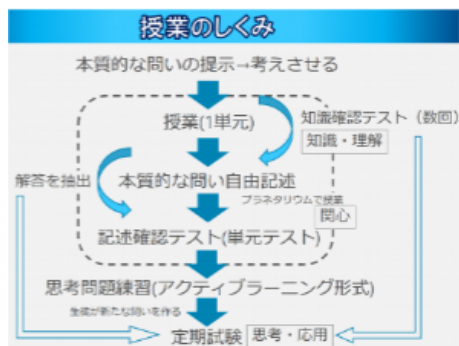 授業のしくみ
本質的な問いの提示→考えさせる
授業(1単元)
知識確認テスト（数回）
知識・理解
解答を抽出
本質的な問い自由記述
プラネタリウムで授業
関心
記述確認テスト(単元テスト)
思考問題練習(アクティブラーニング形式)
生徒が新たな問いを作る
定期試験
思考・応用